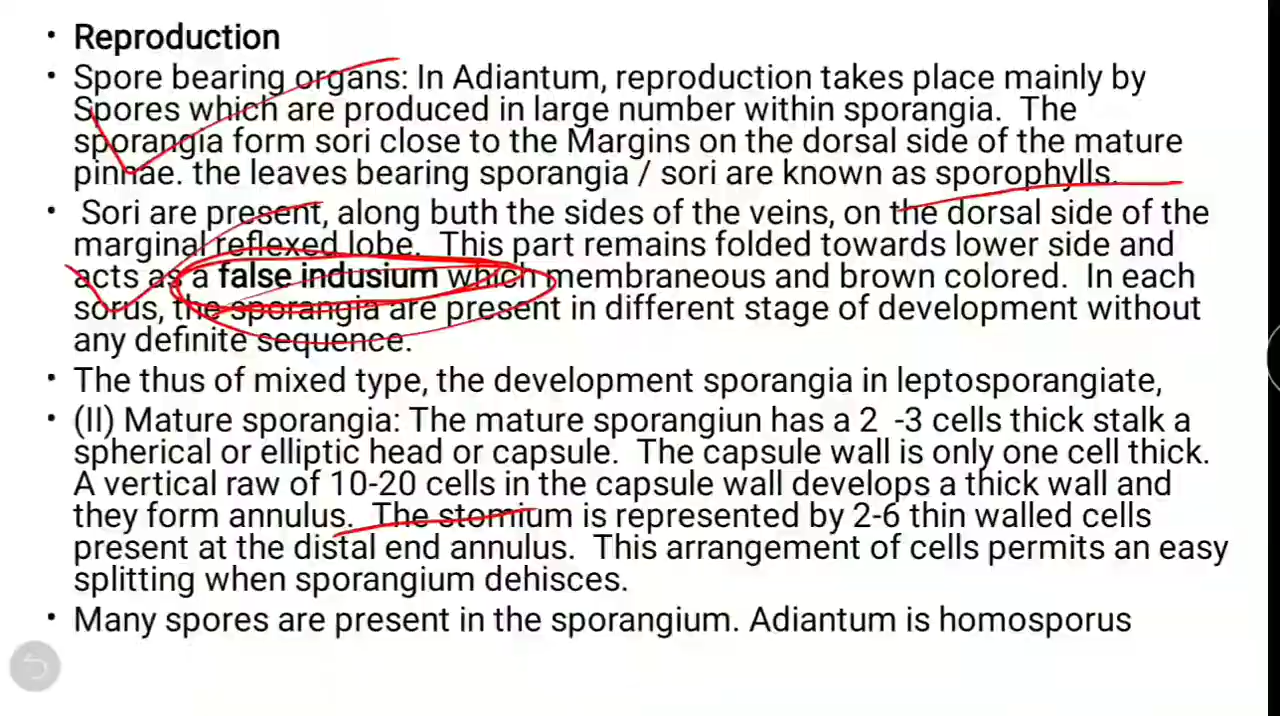 • Reproduction
• Spore bearing organs: In Adiantum, reproduction takes place mainly by
Spores which are produced in large number within sporangia. The
sporangia form sori close to the Margins on the dorsal side of the mature
pinnae. the leaves bearing sporangia / sori are known as sporophylls.
• Sori are present, along buth the sides of the veins, on the dorsal side of the
marginal reflexed lobe. This part remains folded towards lower side and
acts as a false indusium which membraneous and brown colored. In each
sorus, the sporangia are present in different stage of development without
any definite sequence.
• The thus of mixed type, the development sporangia in leptosporangiate,
• (II) Mature sporangia: The mature sporangiun has a 2 -3 cells thick stalk a
spherical or elliptic head or capsule. The capsule wall is only one cell thick.
A vertical raw of 10-20 cells in the capsule wall develops a thick wall and
they form annulus. The stomium is represented by 2-6 thin walled cells
present at the distal end annulus. This arrangement of cells permits an easy
splitting when sporangium dehisces.
• Many spores are present in the sporangium. Adiantum is homosporus